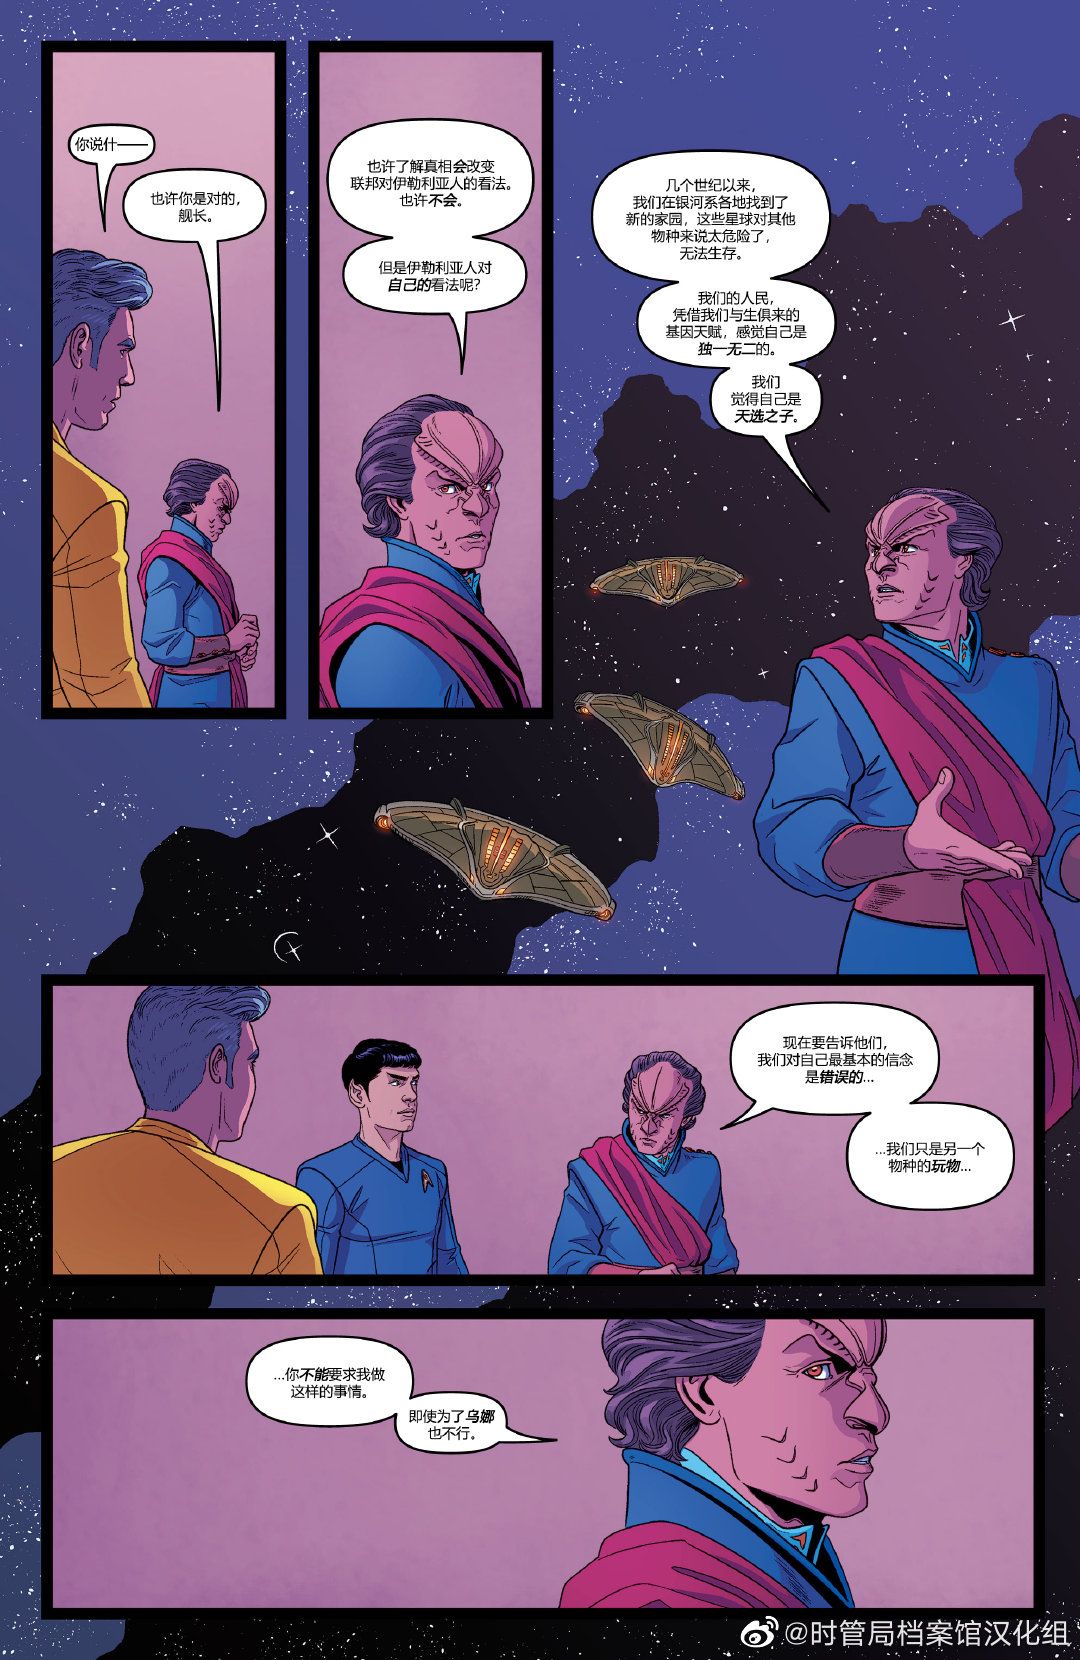 你说什——
也许你是对的，
舰长。
也许了解真相会改变
联邦对伊勒利亚人的看法。
也许不会。
但是伊勒利亚人对
自己的看法呢？
几个世纪以来，
我们在银河系各地找到了
新的家园，这些星球对其他
物种来说太危险了，
无法生存。
我们的人民，
凭借我们与生俱来的
基因天赋，感觉自己是
独一无二的。
我们
觉得自己是
天选之子。
现在要告诉他们，
我们对自己最基本的信念
是错误的...
...我们只是另一个
物种的玩物...
...你不能要求我做
这样的事情。
即使为了乌娜
也不行。
@时管局档案馆汉化组